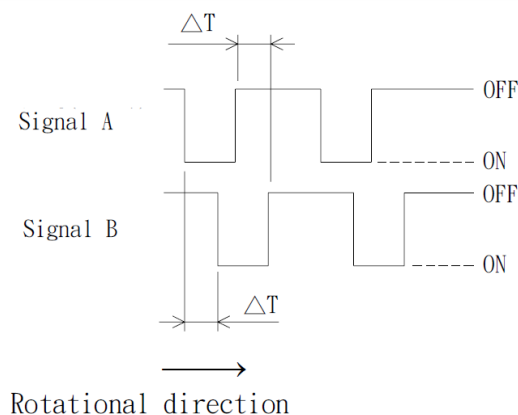 △T
OFF
Signal A
ON
OFF
Signal B
ON
△T
Rotational direction